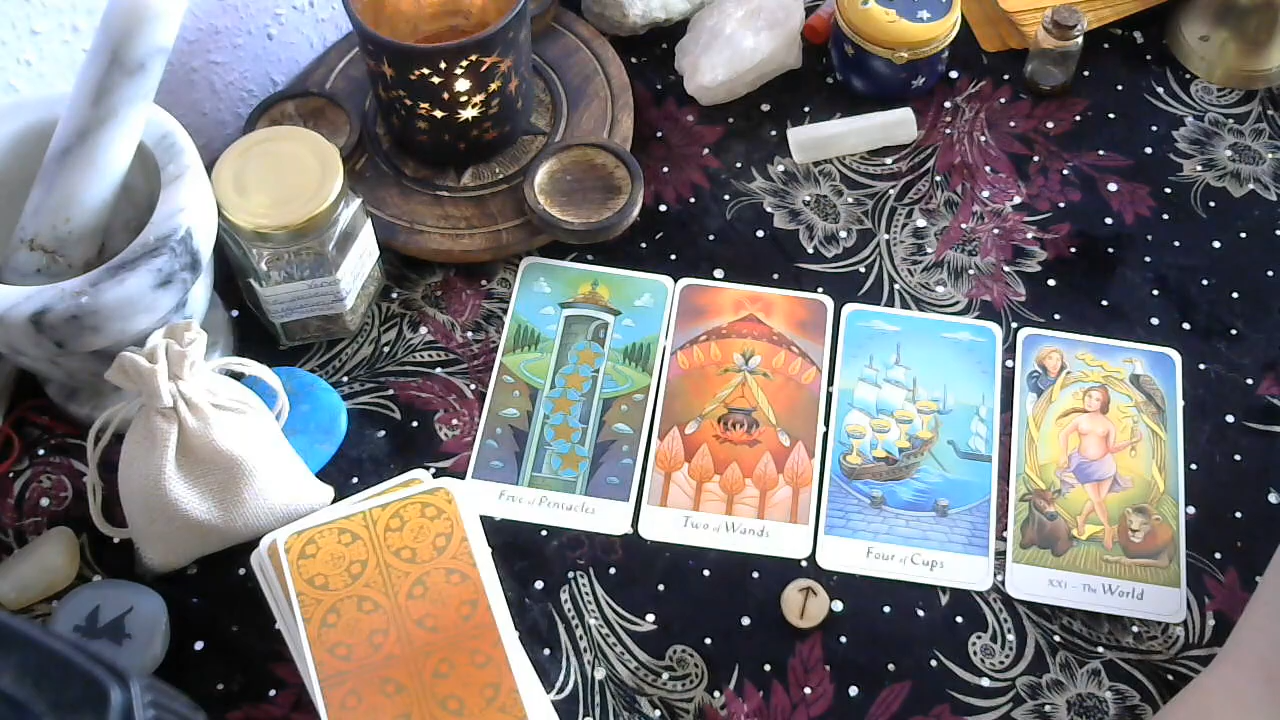 Five of Pentacles
Two of Wands
Four of Cups
XXI - The World